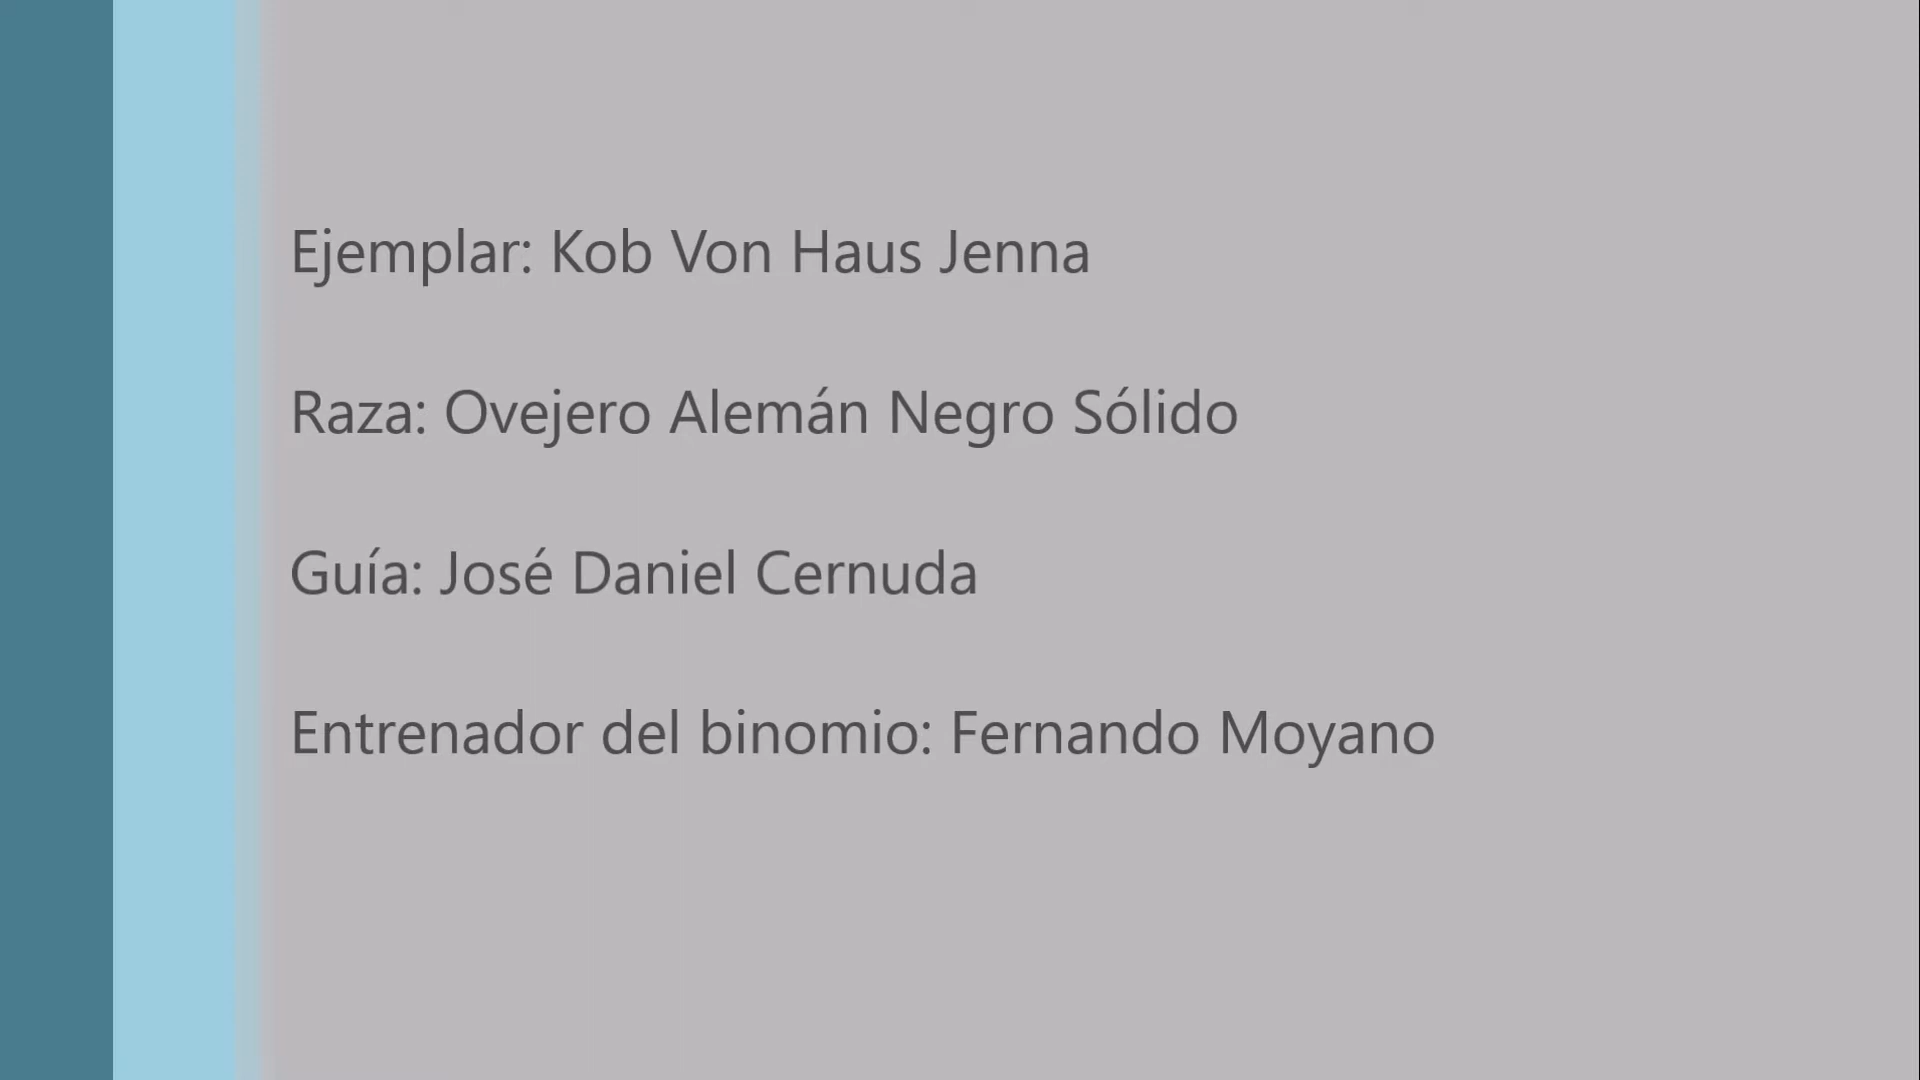 Ejemplar: Kob Von Haus Jenna
Raza: Ovejero Alemán Negro Sólido
Guía: José Daniel Cernuda
Entrenador del binomio: Fernando Moyano